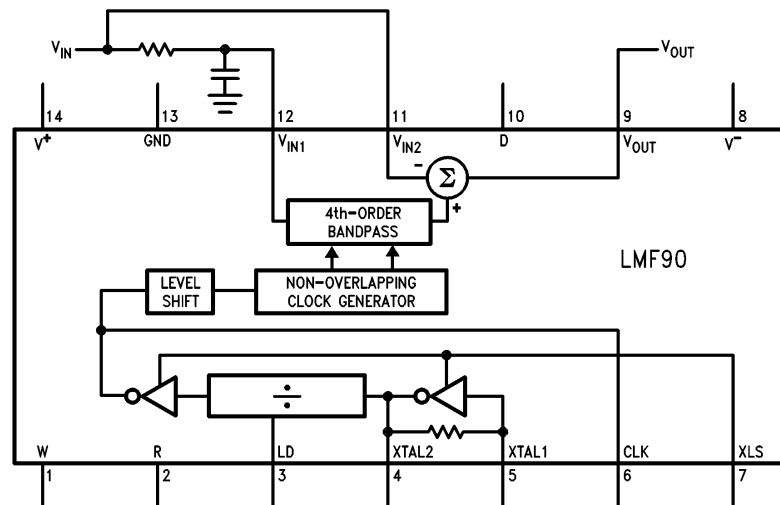 V_IN
V_OUT
14 13 12 11 10 9 8
V⁺ GND V_IN1 V_IN2 D V_OUT V⁻
- Σ +
4th-ORDER
BANDPASS
LMF90
LEVEL
SHIFT
NON-OVERLAPPING
CLOCK GENERATOR
÷
W R LD XTAL2 XTAL1 CLK XLS
1 2 3 4 5 6 7